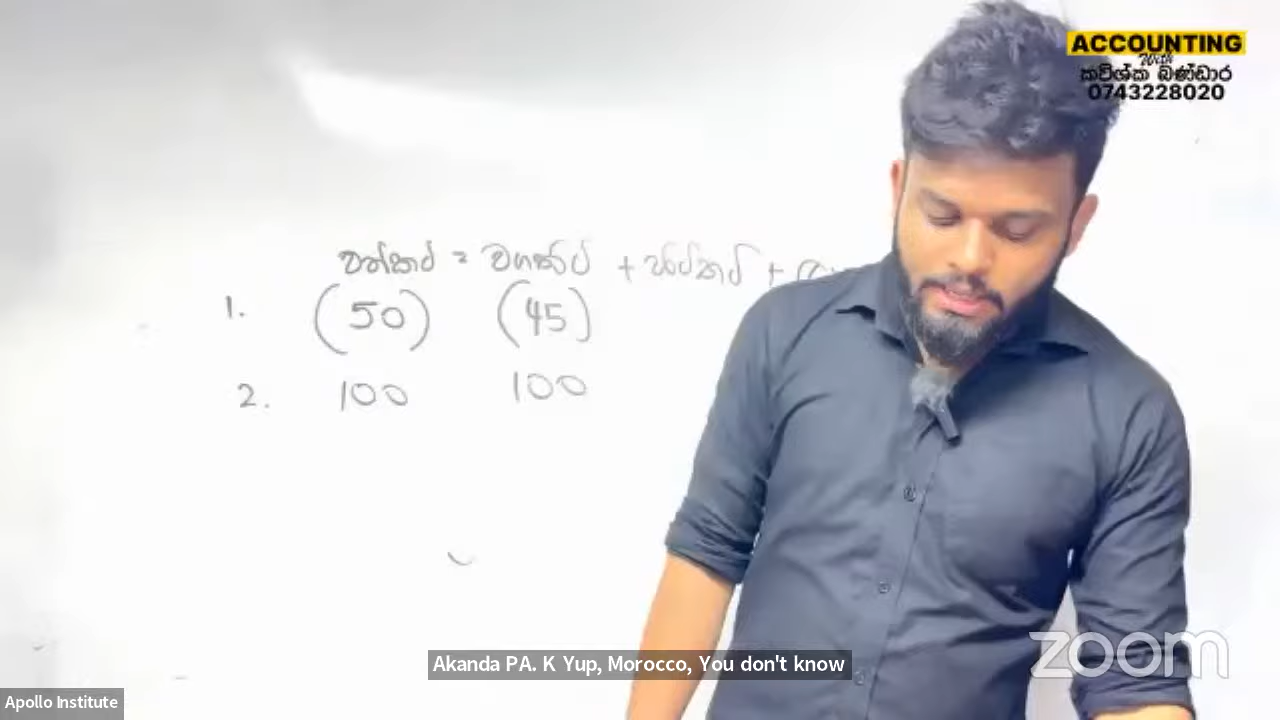 ACCOUNTING
With
කවිශ්ක බණ්ඩාර
0743228020
වත්කම් = වගකීම් +
1. (50) (45)
2. 100 100
Akanda PA. K Yup, Morocco, You don't know
zoom
Apollo Institute